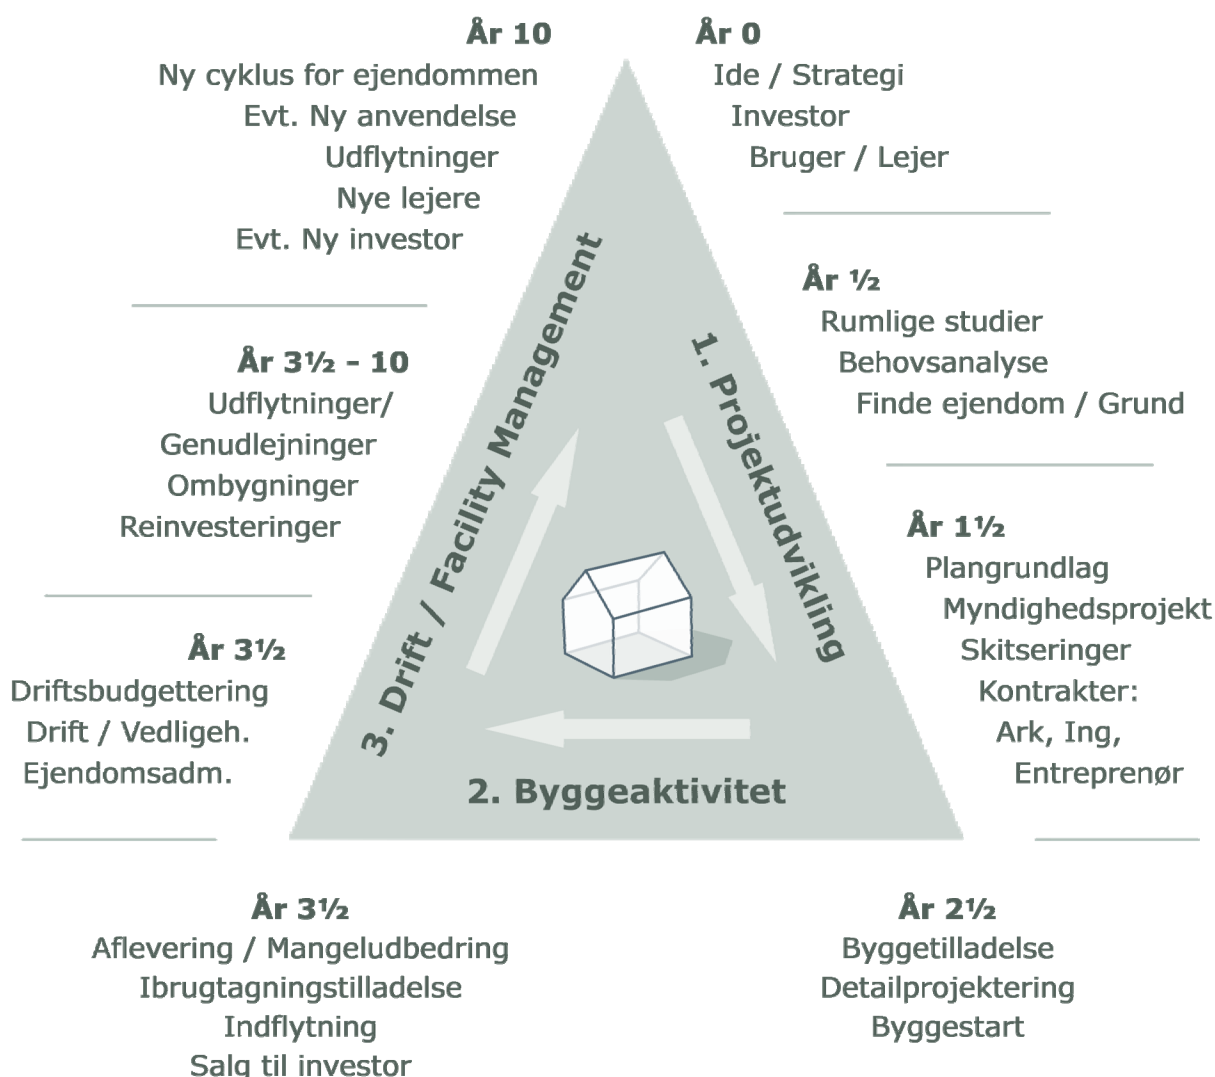 År 0
Ide / Strategi
Investor
Bruger / Lejer
År ½
Rumlige studier
Behovsanalyse
Finde ejendom / Grund
År 1½
Plangrundlag
Myndighedsprojekt
Skitseringer
Kontrakter:
Ark, Ing,
Entreprenør
År 2½
Byggetilladelse
Detailprojektering
Byggestart
År 3½
Aflevering / Mangeludbedring
Ibrugtagningstilladelse
Indflytning
Salg til investor
År 3½
Driftsbudgettering
Drift / Vedligeh.
Ejendomsadm.
År 3½ - 10
Udflytninger/
Genudlejninger
Ombygninger
Reinvesteringer
År 10
Ny cyklus for ejendommen
Evt. Ny anvendelse
Udflytninger
Nye lejere
Evt. Ny investor
1. Projektudvikling
2. Byggeaktivitet
3. Drift / Facility Management